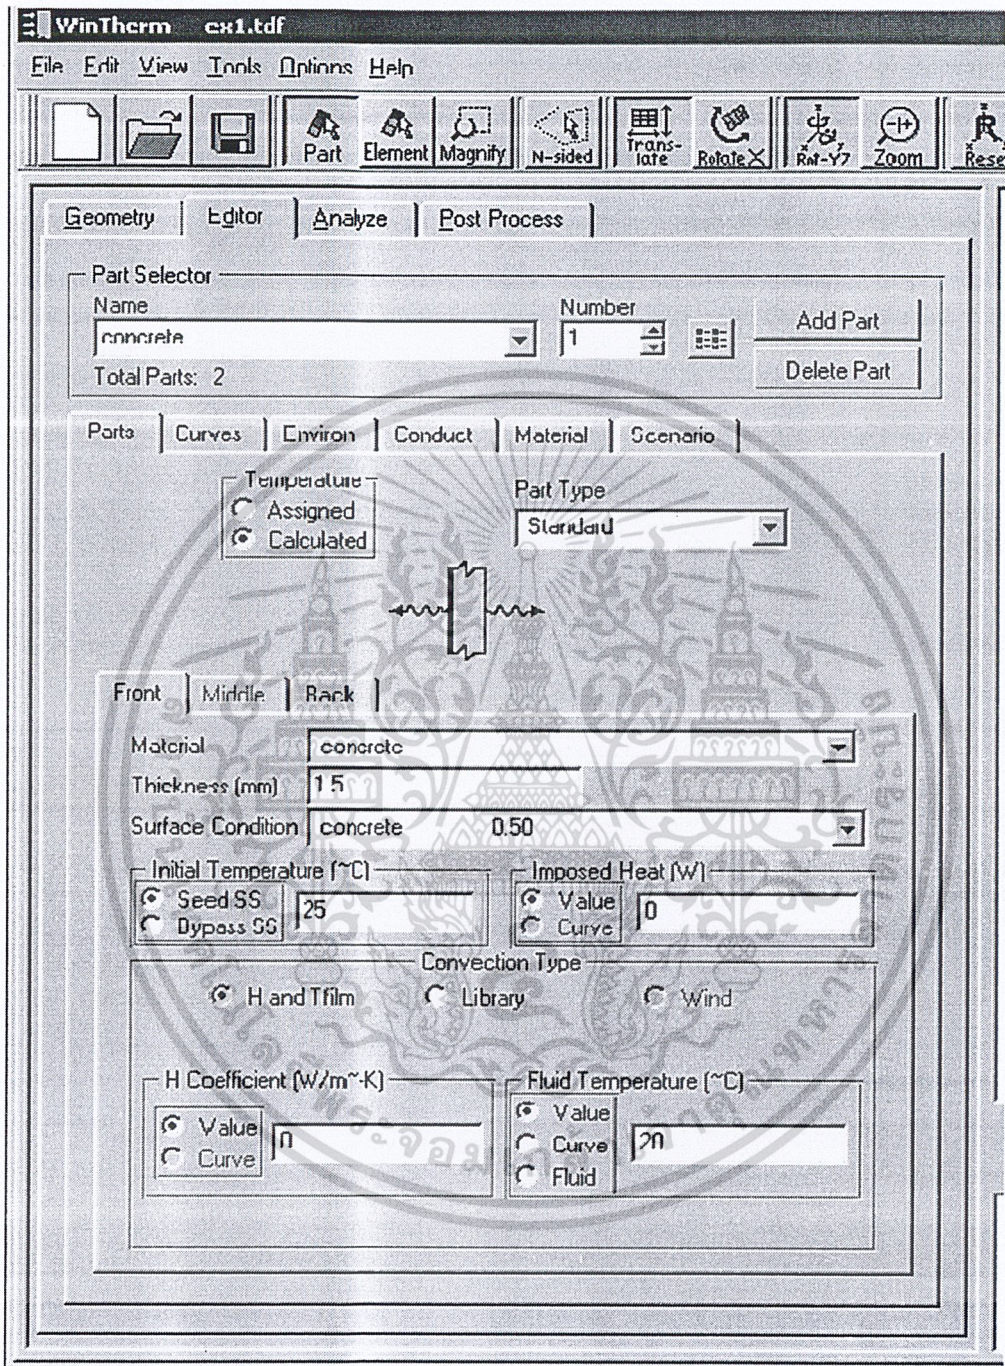 WinTherm ex1.tdf
File Edit View Tools Options Help
Part Element Magnify N-sided Trans-late Rotate X Rot-YZ Zoom Rese
Geometry Editor Analyze Post Process
Part Selector
Name Number
concrete 1 Add Part
Total Parts: 2 Delete Part
Parts Curves Environ Conduct Material Scenario
Temperature Part Type
Assigned Standard
Calculated
Front Middle Back
Material concrete
Thickness (mm) 1.5
Surface Condition concrete 0.50
Initial Temperature (~C) Imposed Heat (W)
Seed SS 25 Value 0
Bypass SS Curve
Convection Type
H and Tfilm Library Wind
H Coefficient (W/m~-K) Fluid Temperature (~C)
Value 0 Value 20
Curve Curve
Fluid